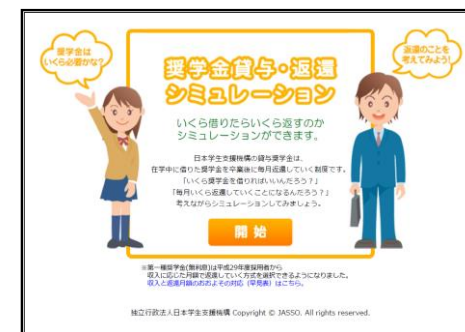 奨学金は
いくら必要かな?
返還のことを
考えてみよう!
奨学金貸与・返還
シミュレーション
いくら借りたらいくら返すのか
シミュレーションができます。
日本学生支援機構の貸与奨学金は、
在学中に借りた奨学金を卒業後に毎月返還していく制度です。
「いくら奨学金を借りればいいんだろう?」
「毎月いくら返還していくことになるんだろう?」
考えながらシミュレーションしてみましょう。
開 始
※第一種奨学金(無利息)は平成29年度採用者から
収入に応じた月額で返還していく方式を選択できるようになりました。
収入と返還月額のおおよその対応(早見表)はこちら。
独立行政法人日本学生支援機構 Copyright © JASSO. All rights reserved.